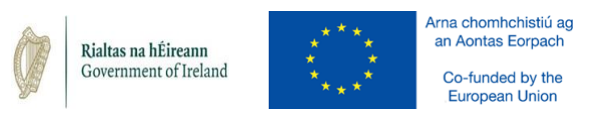 Rialtas na hÉireann
Government of Ireland
Arna chomhchistiú ag
an Aontas Eorpach
Co-funded by the
European Union